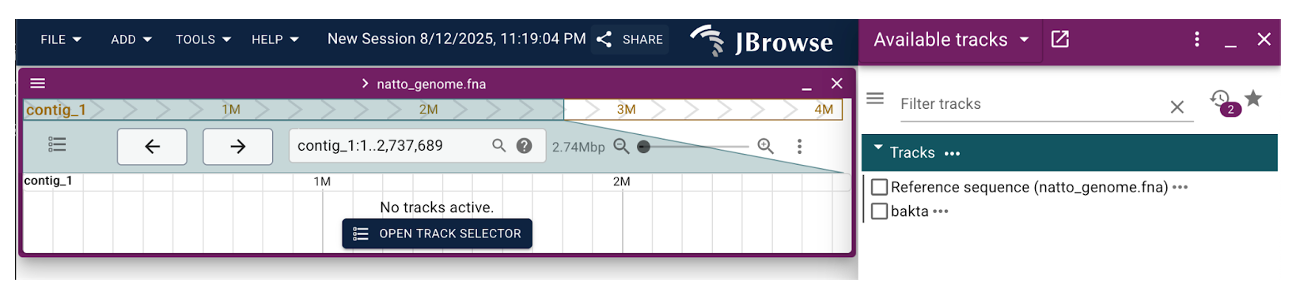 FILE ADD TOOLS HELP New Session 8/12/2025, 11:19:04 PM SHARE JBrowse
natto_genome.fna
contig_1 1M 2M 3M 4M
contig_1:1..2,737,689 ? 2.74Mbp
contig_1 1M 2M
No tracks active.
OPEN TRACK SELECTOR
Available tracks
Filter tracks 2
Tracks
Reference sequence (natto_genome.fna)
bakta